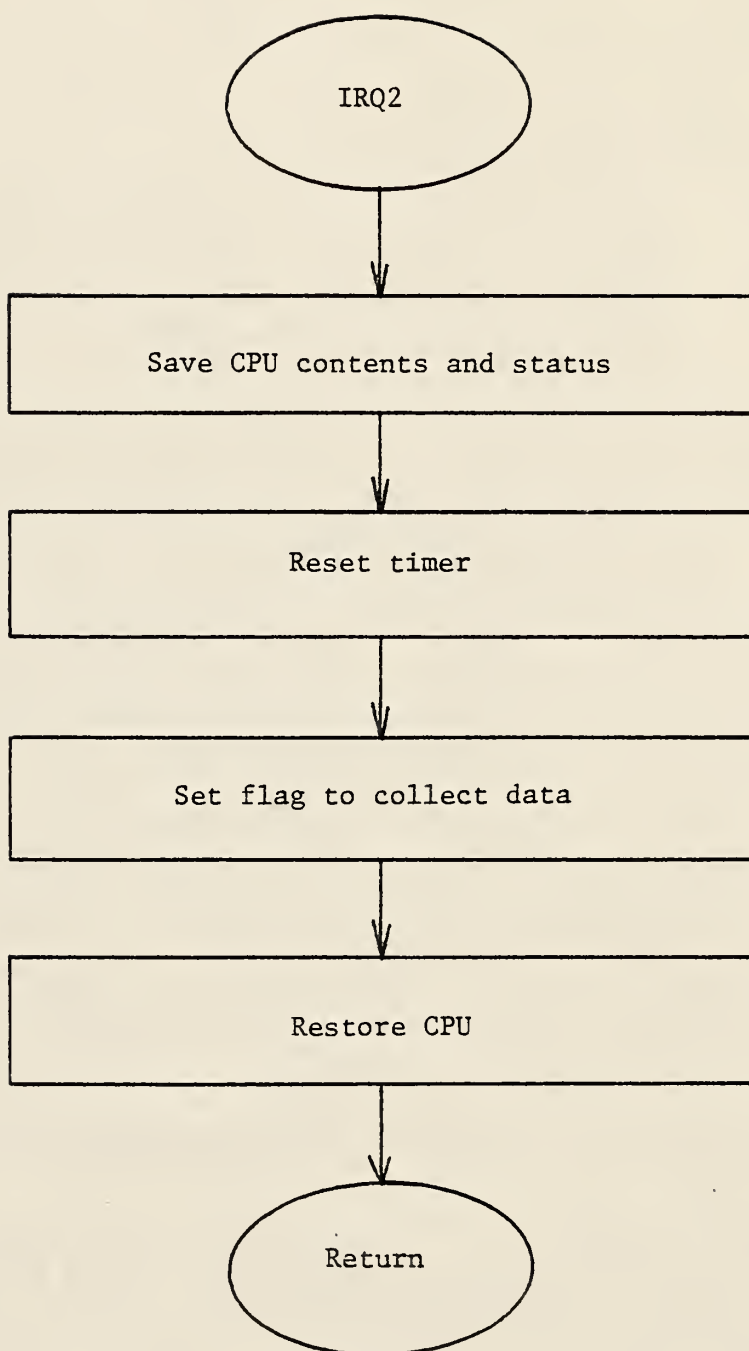 IRQ2
Save CPU contents and status
Reset timer
Set flag to collect data
Restore CPU
Return